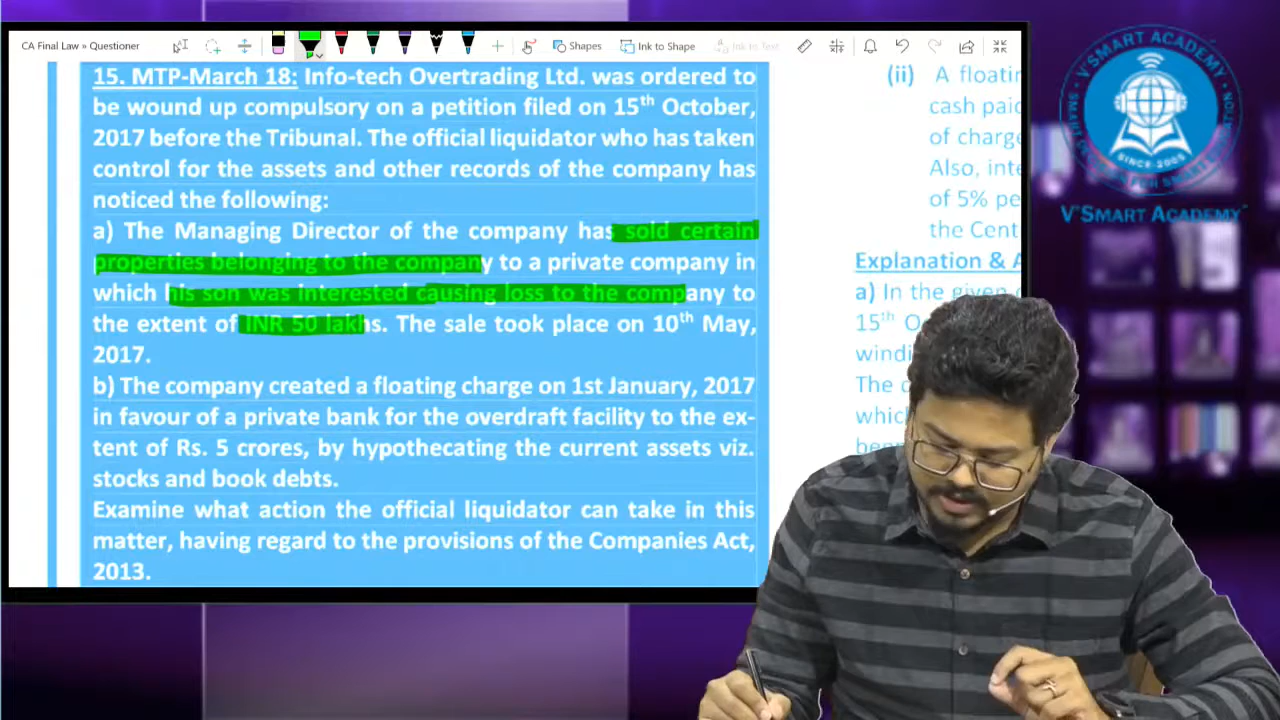 CA Final Law » Questioner
Shapes
Ink to Shape
Ink to Text
15. MTP-March 18: Info-tech Overtrading Ltd. was ordered to
be wound up compulsory on a petition filed on 15th October,
2017 before the Tribunal. The official liquidator who has taken
control for the assets and other records of the company has
noticed the following:
a) The Managing Director of the company has sold certain
properties belonging to the company to a private company in
which his son was interested causing loss to the company to
the extent of INR 50 lakhs. The sale took place on 10th May,
2017.
b) The company created a floating charge on 1st January, 2017
in favour of a private bank for the overdraft facility to the ex-
tent of Rs. 5 crores, by hypothecating the current assets viz.
stocks and book debts.
Examine what action the official liquidator can take in this
matter, having regard to the provisions of the Companies Act,
2013.
(ii) A
cash
of
Also,
of 5%
the
Explanation &
a) In the given
15th
The
which
V'SMART ACADEMY
SINCE-2005
V'SMART ACADEMY